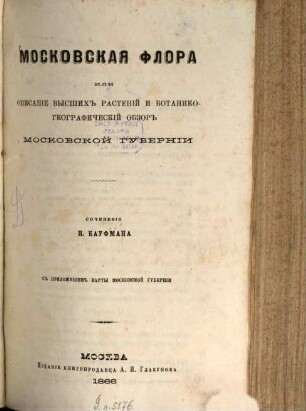 МОСКОВСКАЯ ФЛОРА
ИЛИ
ОПИСАНІЕ ВЫСШИХЪ РАСТЕНІЙ И БОТАНИКО-
ГЕОГРАФИЧЕСКІЙ ОБЗОРЪ
МОСКОВСКОЙ ГУБЕРНІИ
СОЧИНЕНІЕ
Н. КАУФМАНА
СЪ ПРИЛОЖЕНІЕМЪ КАРТЫ МОСКОВСКОЙ ГУБЕРНІИ
МОСКВА
ИЗДАНІЕ КНИГОПРОДАВЦА А. И. ГЛАЗУНОВА
1866